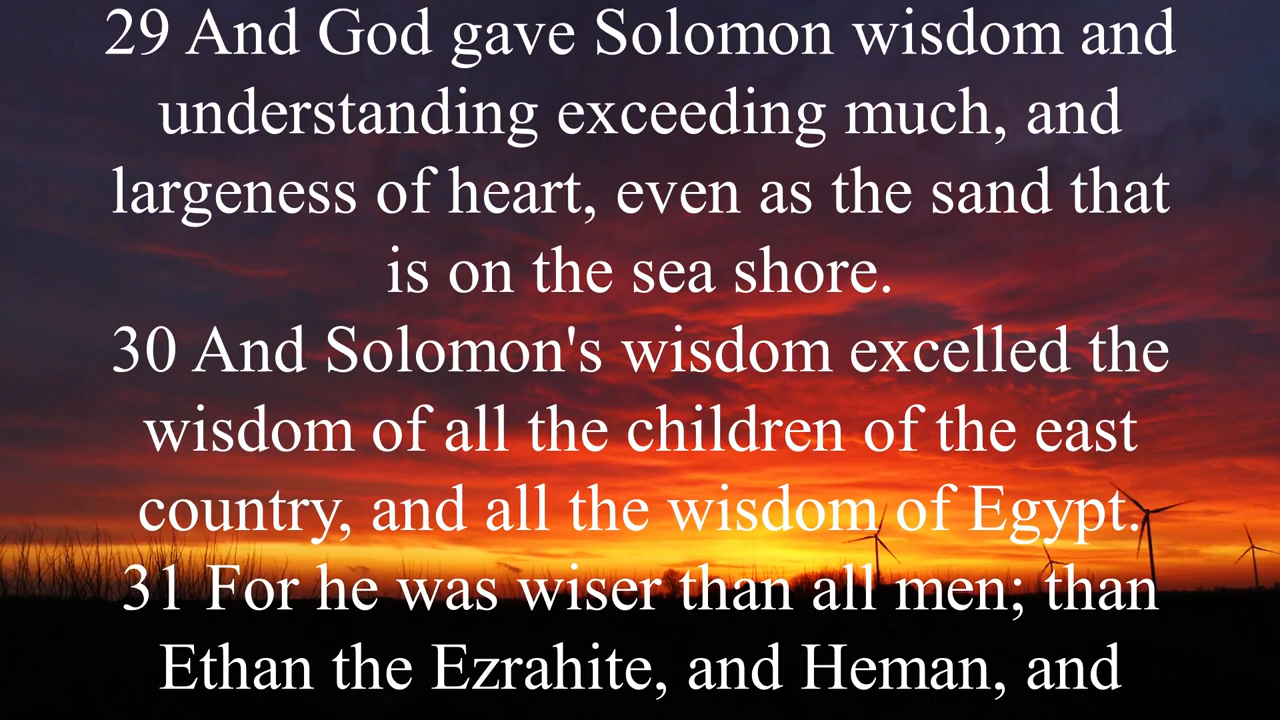 29 And God gave Solomon wisdom and
understanding exceeding much, and
largeness of heart, even as the sand that
is on the sea shore.
30 And Solomon's wisdom excelled the
wisdom of all the children of the east
country, and all the wisdom of Egypt.
31 For he was wiser than all men; than
Ethan the Ezrahite, and Heman, and